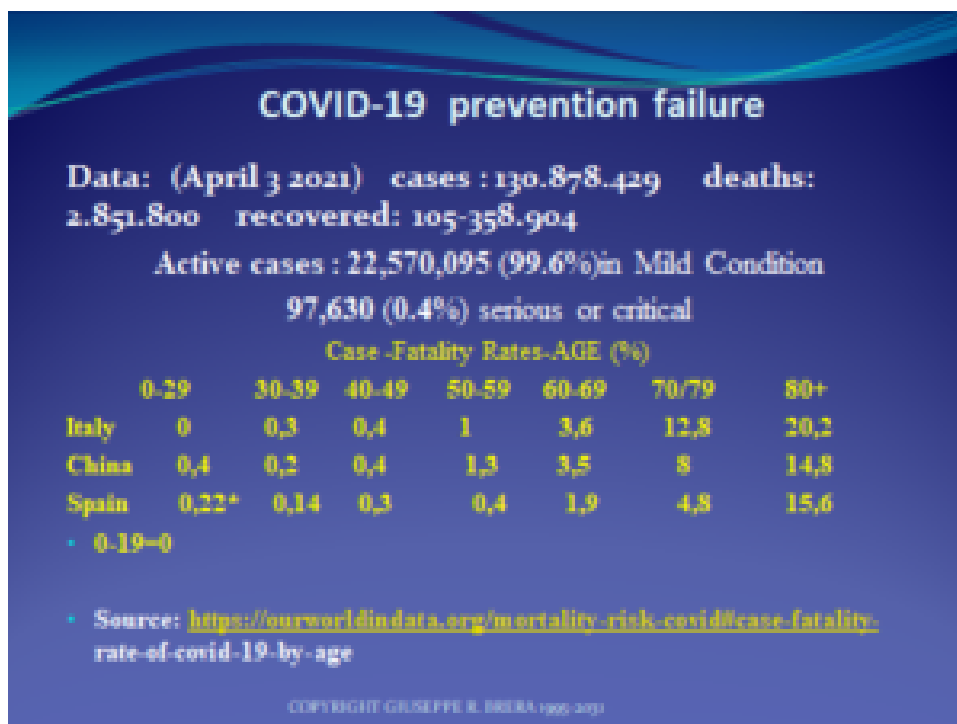 COVID-19 prevention failure
Data: (April 3 2021) cases : 130.878.429 deaths:
2.851.800 recovered: 105-358.904
Active cases : 22,570,095 (99.6%)in Mild Condition
97,630 (0.4%) serious or critical
Case -Fatality Rates-AGE (%)
0-29 30-39 40-49 50-59 60-69 70/79 80+
Italy 0 0,3 0,4 1 3,6 12,8 20,2
China 0,4 0,2 0,4 1,3 3,5 8 14,8
Spain 0,22* 0,14 0,3 0,4 1,9 4,8 15,6
• 0-19=0
• Source: https://ourworldindata.org/mortality-risk-covid#case-fatality-
rate-of-covid-19-by-age
COPYRIGHT GIUSEPPE R. BRERA 1995-2031